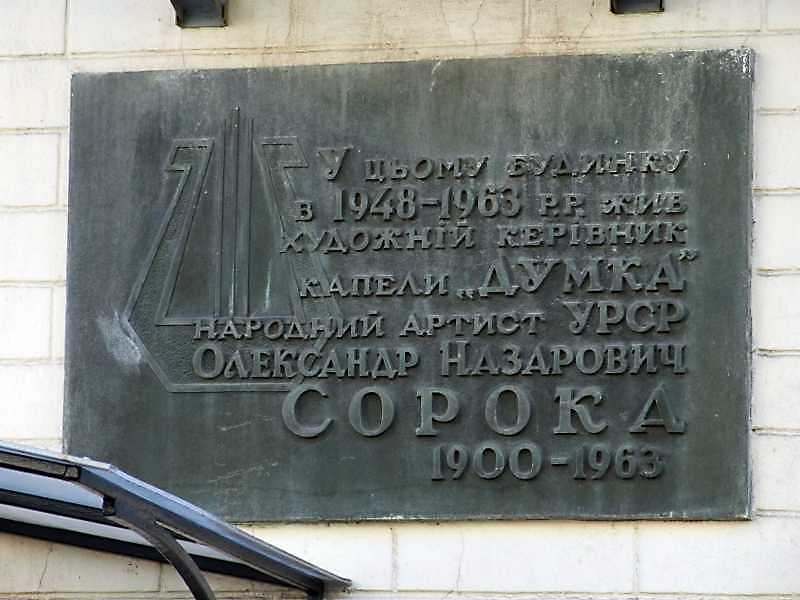 У цьому будинку
в 1948–1963 р.р. жив
художній керівник
капели „ДУМКА”
народний артист УРСР
Олександр Назарович
СОРОКА
1900–1963